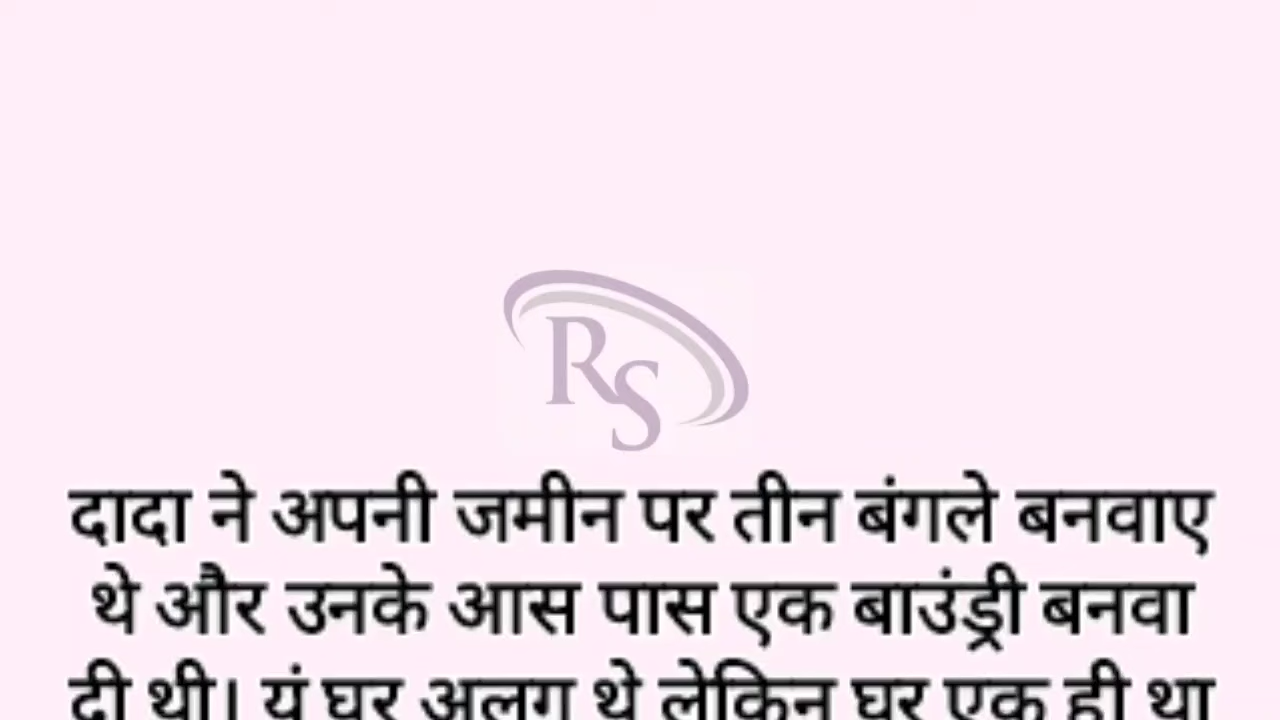 RS
दादा ने अपनी जमीन पर तीन बंगले बनवाए
थे और उनके आस पास एक बाउंड्री बनवा
दी थी। यूं घर अलग थे लेकिन घर एक ही था